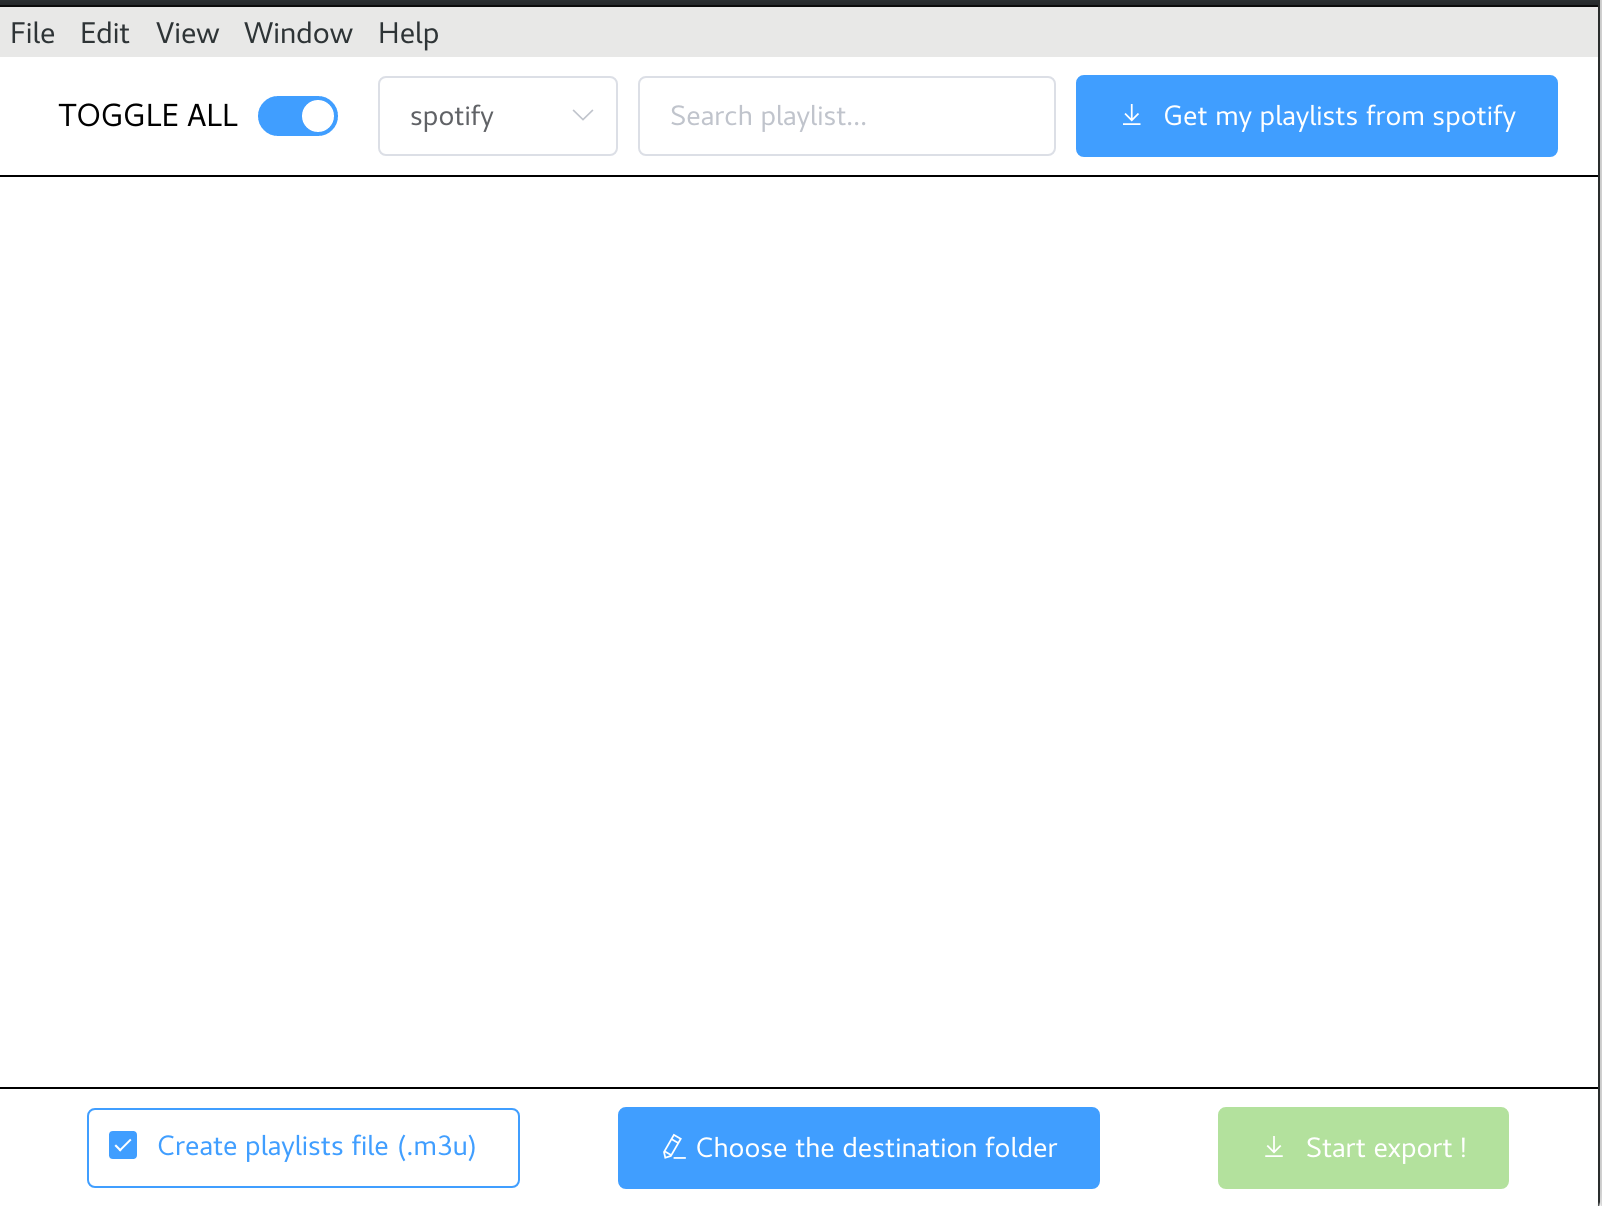 File Edit View Window Help
TOGGLE ALL spotify Search playlist... Get my playlists from spotify
Create playlists file (.m3u) Choose the destination folder Start export !